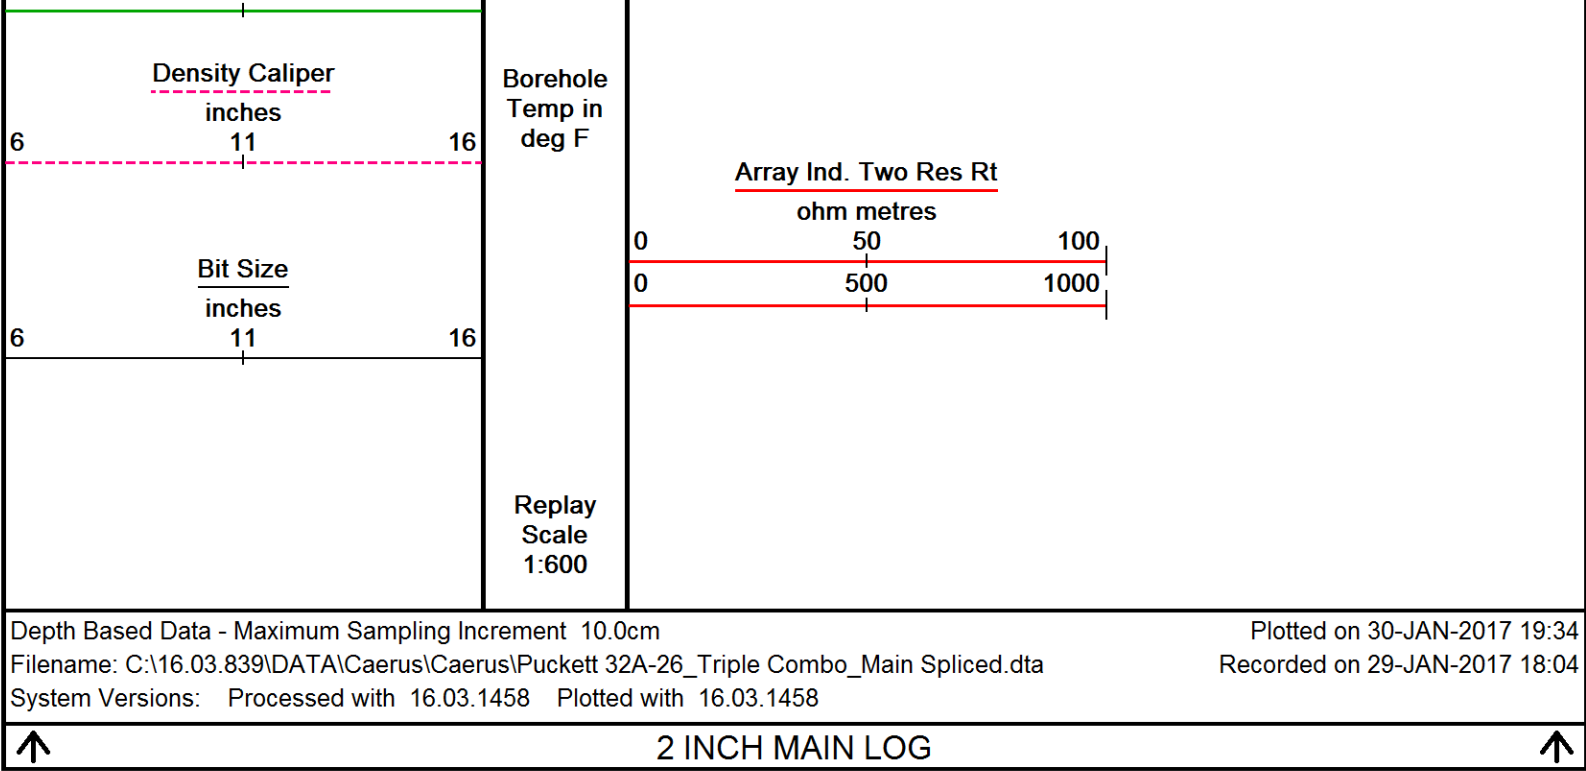 Density Caliper
inches
6 11 16
Bit Size
inches
6 11 16
Borehole
Temp in
deg F
Replay
Scale
1:600
Array Ind. Two Res Rt
ohm metres
0 50 100
0 500 1000
Depth Based Data - Maximum Sampling Increment 10.0cm Plotted on 30-JAN-2017 19:34
Filename: C:\16.03.839\DATA\Caerus\Caerus\Puckett 32A-26_Triple Combo_Main Spliced.dta Recorded on 29-JAN-2017 18:04
System Versions: Processed with 16.03.1458 Plotted with 16.03.1458
2 INCH MAIN LOG